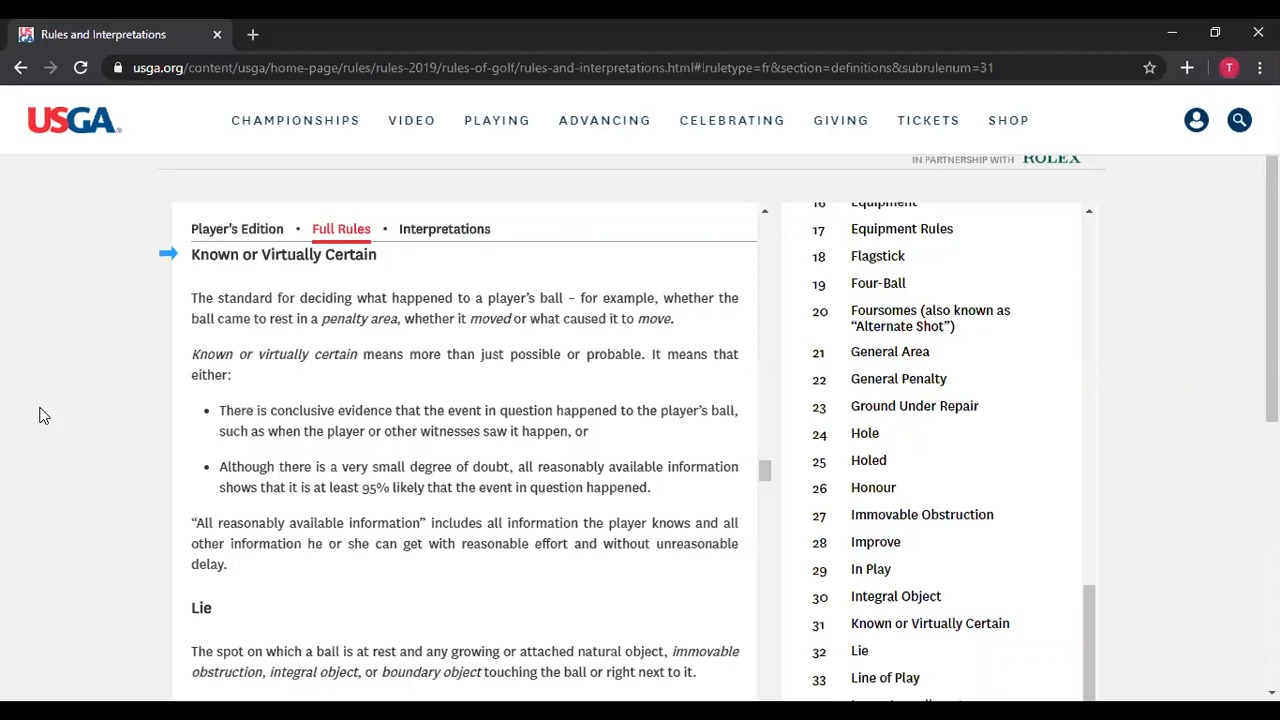 Rules and Interpretations
usga.org/content/usga/home-page/rules/rules-2019/rules-of-golf/rules-and-interpretations.html#!ruletype=fr&section=definitions&subrulenum=31
T
USGA
CHAMPIONSHIPS VIDEO PLAYING ADVANCING CELEBRATING GIVING TICKETS SHOP
IN PARTNERSHIP WITH ROLEX
Player's Edition • Full Rules • Interpretations
Known or Virtually Certain
The standard for deciding what happened to a player's ball – for example, whether the
ball came to rest in a penalty area, whether it moved or what caused it to move.
Known or virtually certain means more than just possible or probable. It means that
either:
• There is conclusive evidence that the event in question happened to the player's ball,
such as when the player or other witnesses saw it happen, or
• Although there is a very small degree of doubt, all reasonably available information
shows that it is at least 95% likely that the event in question happened.
“All reasonably available information” includes all information the player knows and all
other information he or she can get with reasonable effort and without unreasonable
delay.
Lie
The spot on which a ball is at rest and any growing or attached natural object, immovable
obstruction, integral object, or boundary object touching the ball or right next to it.
16 Equipment
17 Equipment Rules
18 Flagstick
19 Four-Ball
20 Foursomes (also known as
“Alternate Shot”)
21 General Area
22 General Penalty
23 Ground Under Repair
24 Hole
25 Holed
26 Honour
27 Immovable Obstruction
28 Improve
29 In Play
30 Integral Object
31 Known or Virtually Certain
32 Lie
33 Line of Play